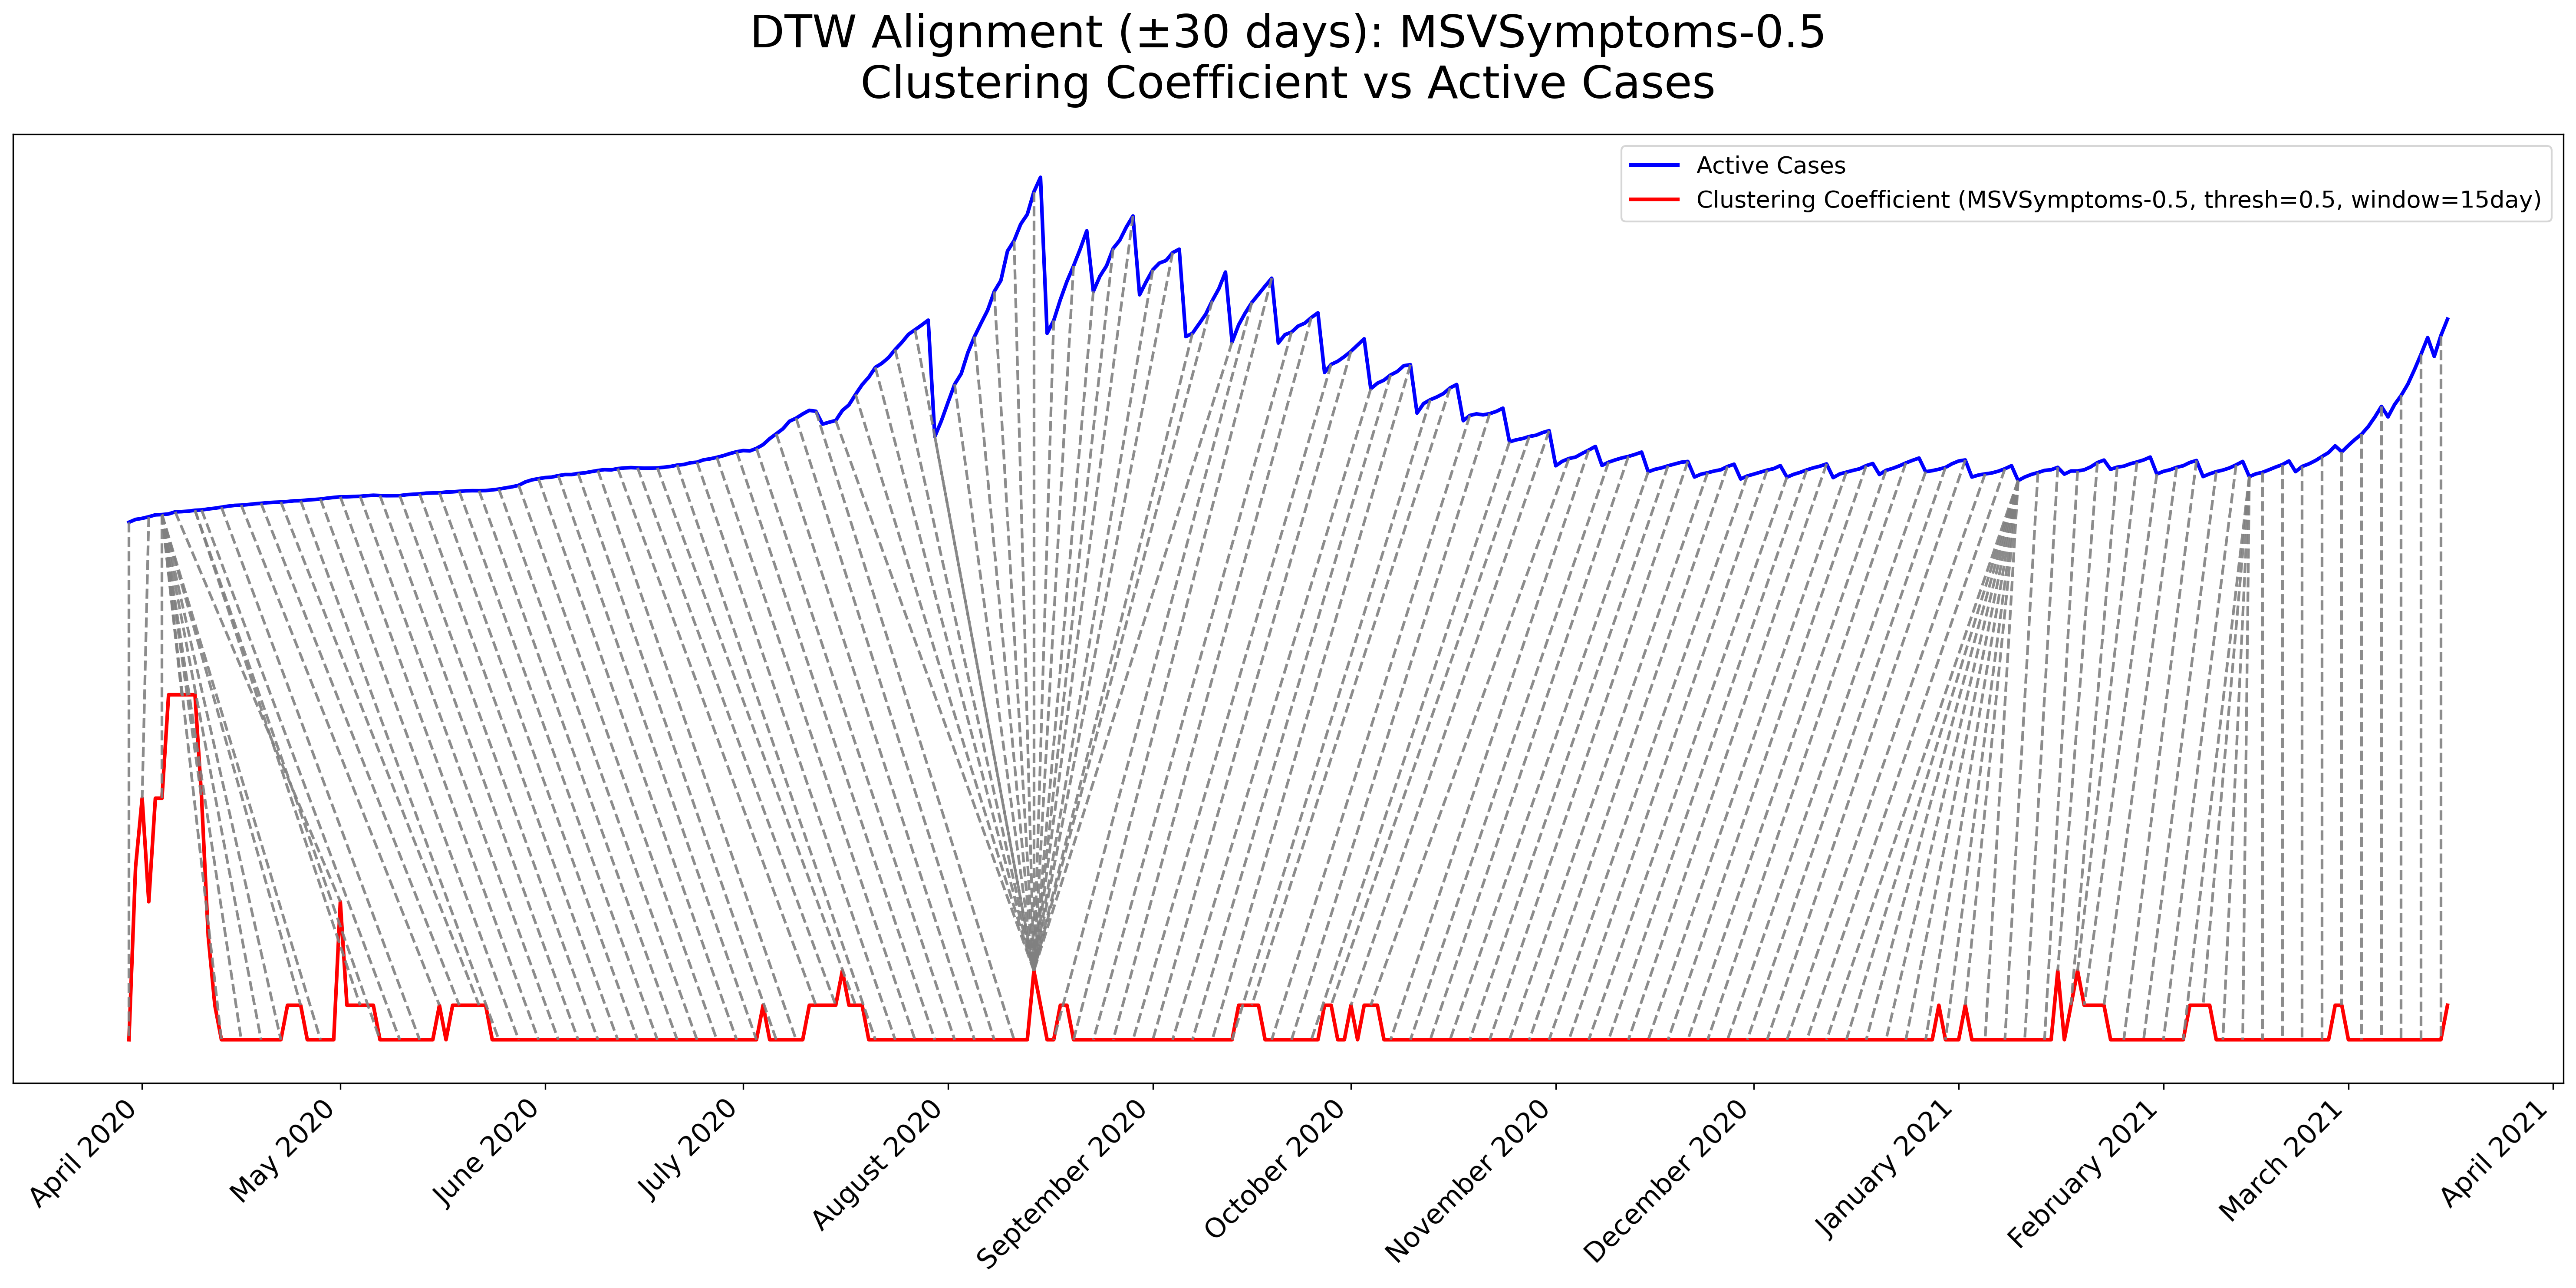 DTW Alignment (±30 days): MSVSymptoms-0.5
Clustering Coefficient vs Active Cases
Active Cases
Clustering Coefficient (MSVSymptoms-0.5, thresh=0.5, window=15day)
April 2020
May 2020
June 2020
July 2020
August 2020
September 2020
October 2020
November 2020
December 2020
January 2021
February 2021
March 2021
April 2021